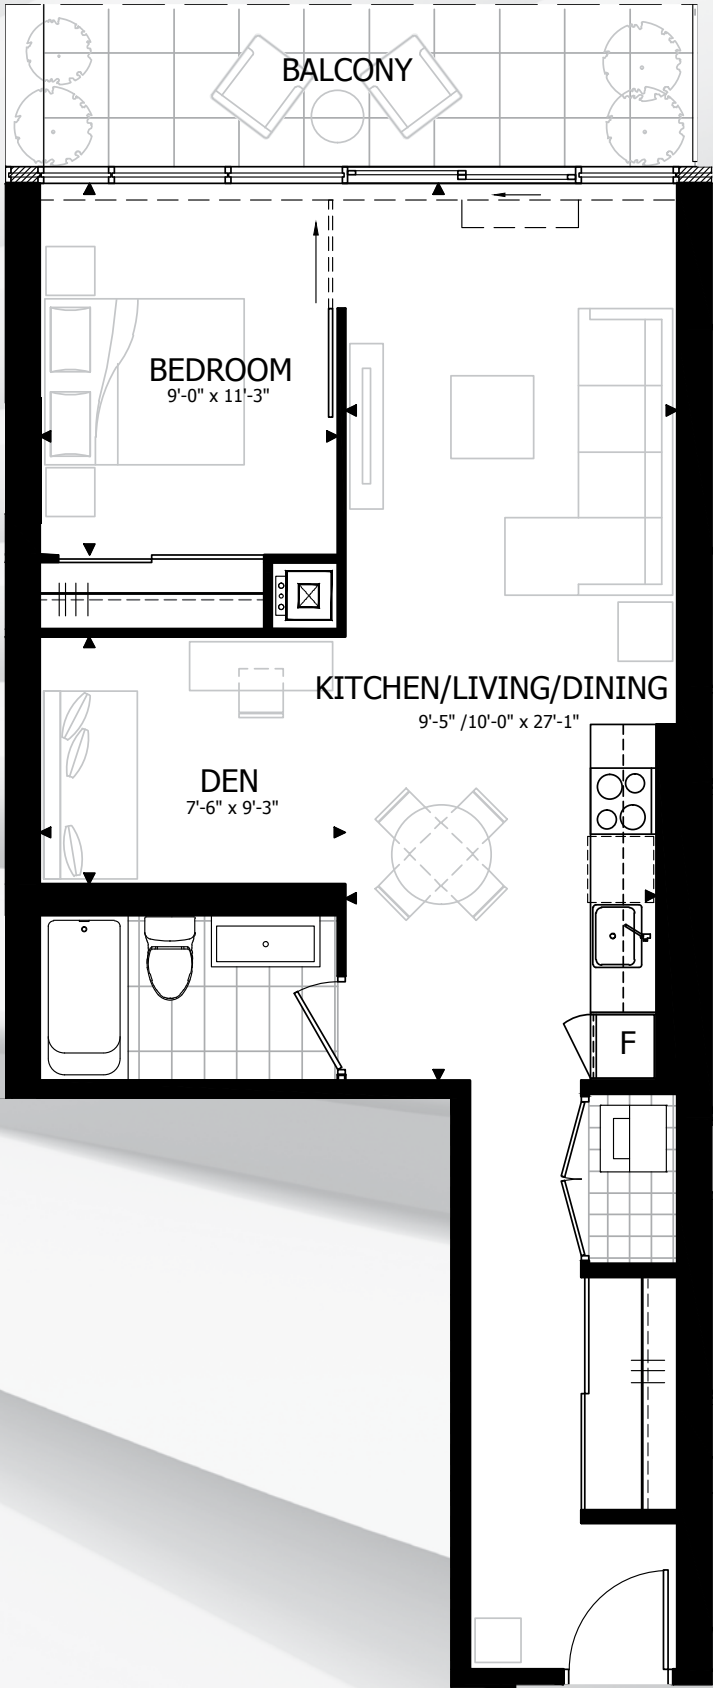 BALCONY
BEDROOM
9'-0" x 11'-3"
KITCHEN/LIVING/DINING
9'-5" /10'-0" x 27'-1"
DEN
7'-6" x 9'-3"
F